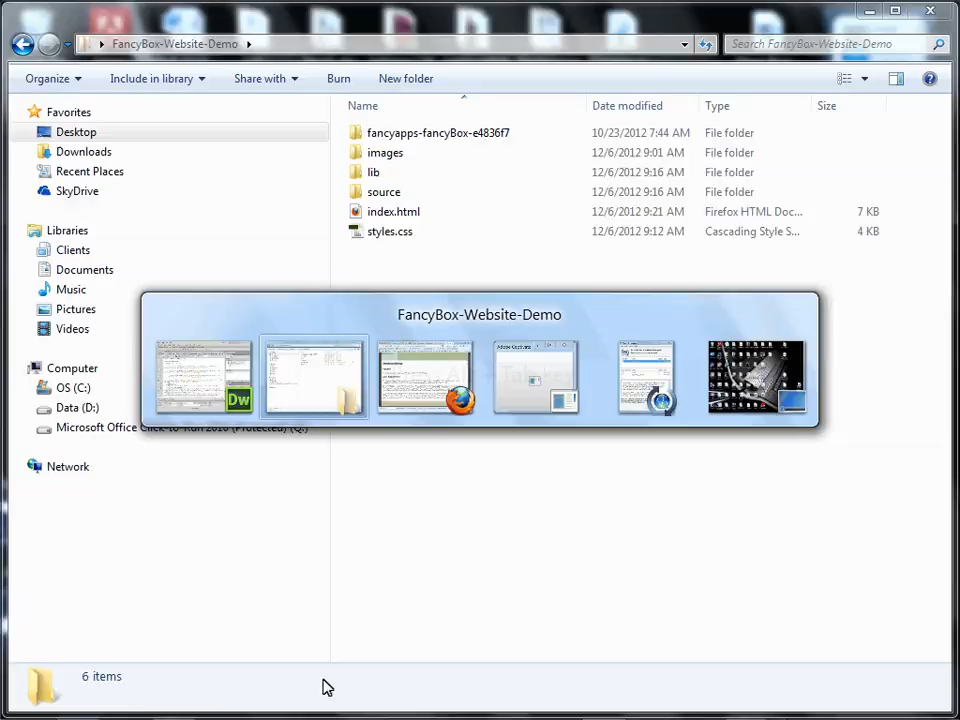 FancyBox-Website-Demo
Search FancyBox-Website-Demo
Organize Include in library Share with Burn New folder
Name Date modified Type Size
Favorites
Desktop
Downloads
Recent Places
SkyDrive
Libraries
Clients
Documents
Music
Pictures
Videos
Computer
OS (C:)
Data (D:)
Microsoft Office Click-to-Run 2010 (Protected) (Q:)
Network
fancyapps-fancyBox-e4836f7 10/23/2012 7:44 AM File folder
images 12/6/2012 9:01 AM File folder
lib 12/6/2012 9:16 AM File folder
source 12/6/2012 9:16 AM File folder
index.html 12/6/2012 9:21 AM Firefox HTML Doc... 7 KB
styles.css 12/6/2012 9:12 AM Cascading Style S... 4 KB
FancyBox-Website-Demo
Dw
Adobe Captivate
6 items